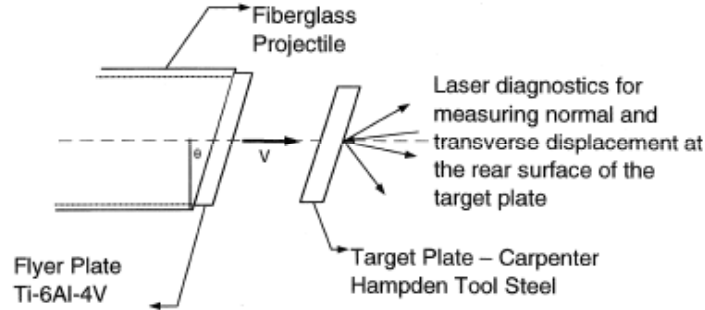 Fiberglass
Projectile
Laser diagnostics for
measuring normal and
transverse displacement at
the rear surface of the
target plate
θ
V
Flyer Plate
Ti-6Al-4V
Target Plate – Carpenter
Hampden Tool Steel